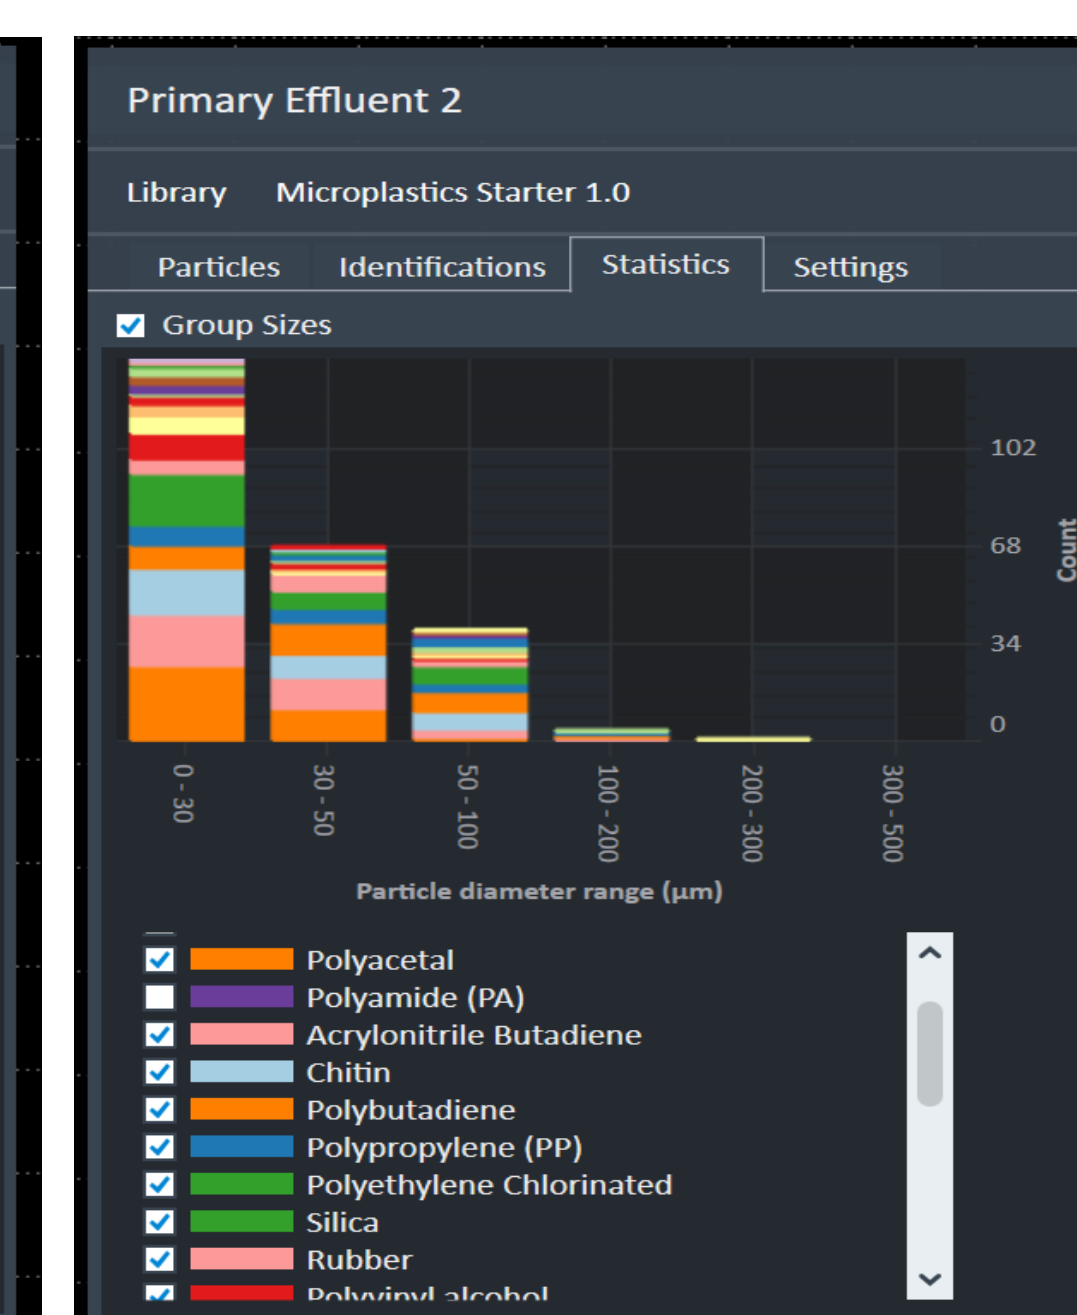 Primary Effluent 2
Library Microplastics Starter 1.0
Particles Identifications Statistics Settings
Group Sizes
102
68
34
0
Count
0 - 30
30 - 50
50 - 100
100 - 200
200 - 300
300 - 500
Particle diameter range (µm)
Polyacetal
Polyamide (PA)
Acrylonitrile Butadiene
Chitin
Polybutadiene
Polypropylene (PP)
Polyethylene Chlorinated
Silica
Rubber
Polyvinyl alcohol